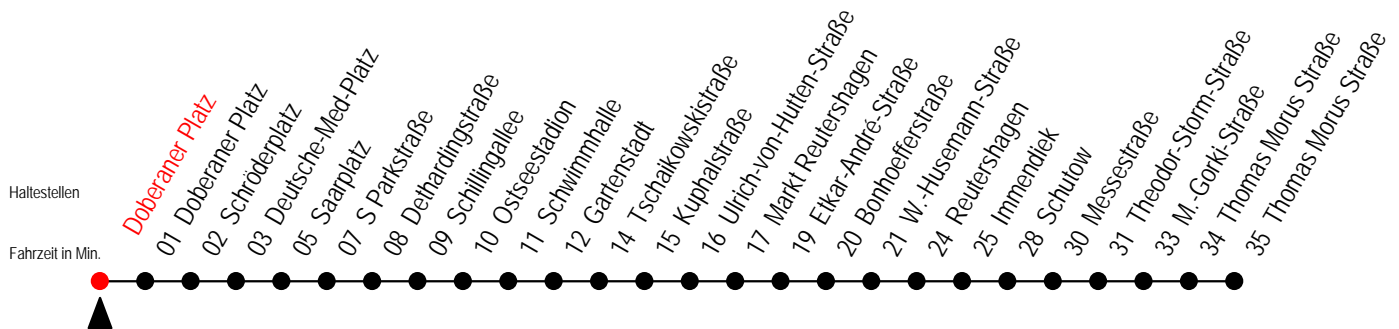 Haltestellen
Fahrzeit in Min.
Doberaner Platz
01 Doberaner Platz
02 Schröderplatz
03 Deutsche-Med-Platz
05 Saarplatz
07 S Parkstraße
08 Dethardingstraße
09 Schillingallee
10 Ostseestadion
11 Schwimmhalle
12 Gartenstadt
14 Tschaikowskistraße
15 Kuphalstraße
16 Ulrich-von-Hutten-Straße
17 Markt Reutershagen
19 Etkar-André-Straße
20 Bonhoefferstraße
21 W.-Husemann-Straße
24 Reutershagen
25 Immendiek
28 Schutow
30 Messestraße
31 Theodor-Storm-Straße
33 M.-Gorki-Straße
34 Thomas Morus Straße
35 Thomas Morus Straße